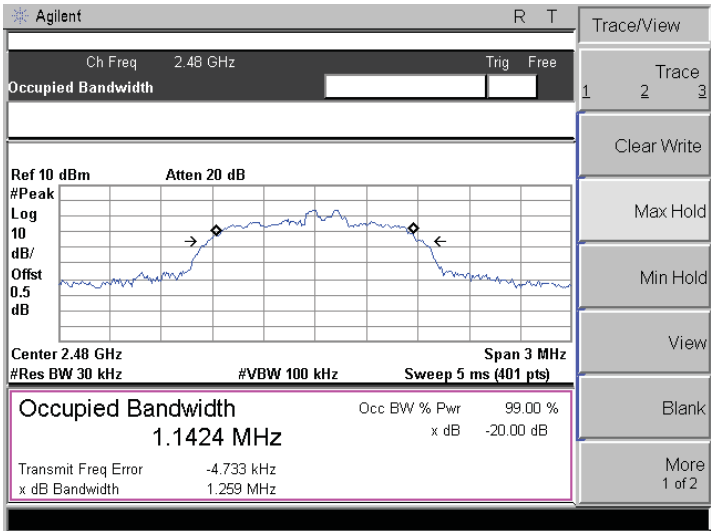 Agilent R T
Trace/View
Ch Freq 2.48 GHz Trig Free
Occupied Bandwidth
Trace
1 2 3
Clear Write
Max Hold
Min Hold
View
Blank
More
1 of 2
Ref 10 dBm Atten 20 dB
#Peak
Log
10
dB/
Offst
0.5
dB
Center 2.48 GHz Span 3 MHz
#Res BW 30 kHz #VBW 100 kHz Sweep 5 ms (401 pts)
Occupied Bandwidth Occ BW % Pwr 99.00 %
1.1424 MHz x dB -20.00 dB
Transmit Freq Error -4.733 kHz
x dB Bandwidth 1.259 MHz